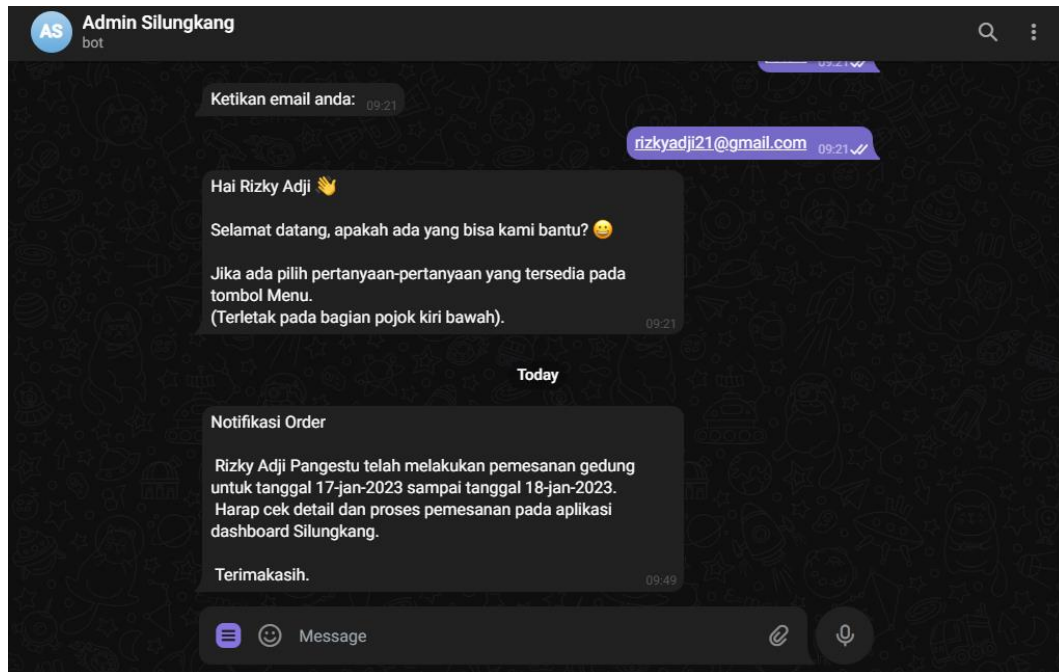 AS
Admin Silungkang
bot
09:21
Ketikan email anda: 09:21
rizkyadji21@gmail.com 09:21
Hai Rizky Adji 👋
Selamat datang, apakah ada yang bisa kami bantu? 😀
Jika ada pilih pertanyaan-pertanyaan yang tersedia pada
tombol Menu.
(Terletak pada bagian pojok kiri bawah). 09:21
Today
Notifikasi Order
Rizky Adji Pangestu telah melakukan pemesanan gedung
untuk tanggal 17-jan-2023 sampai tanggal 18-jan-2023.
Harap cek detail dan proses pemesanan pada aplikasi
dashboard Silungkang.
Terimakasih. 09:49
Message